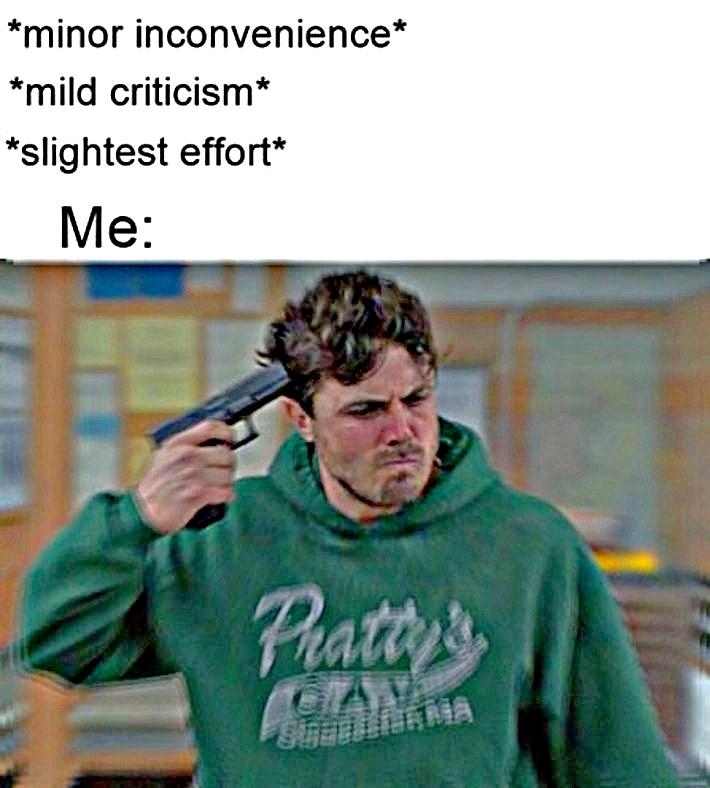 *minor inconvenience*
*mild criticism*
*slightest effort*
Me:
Pratty's